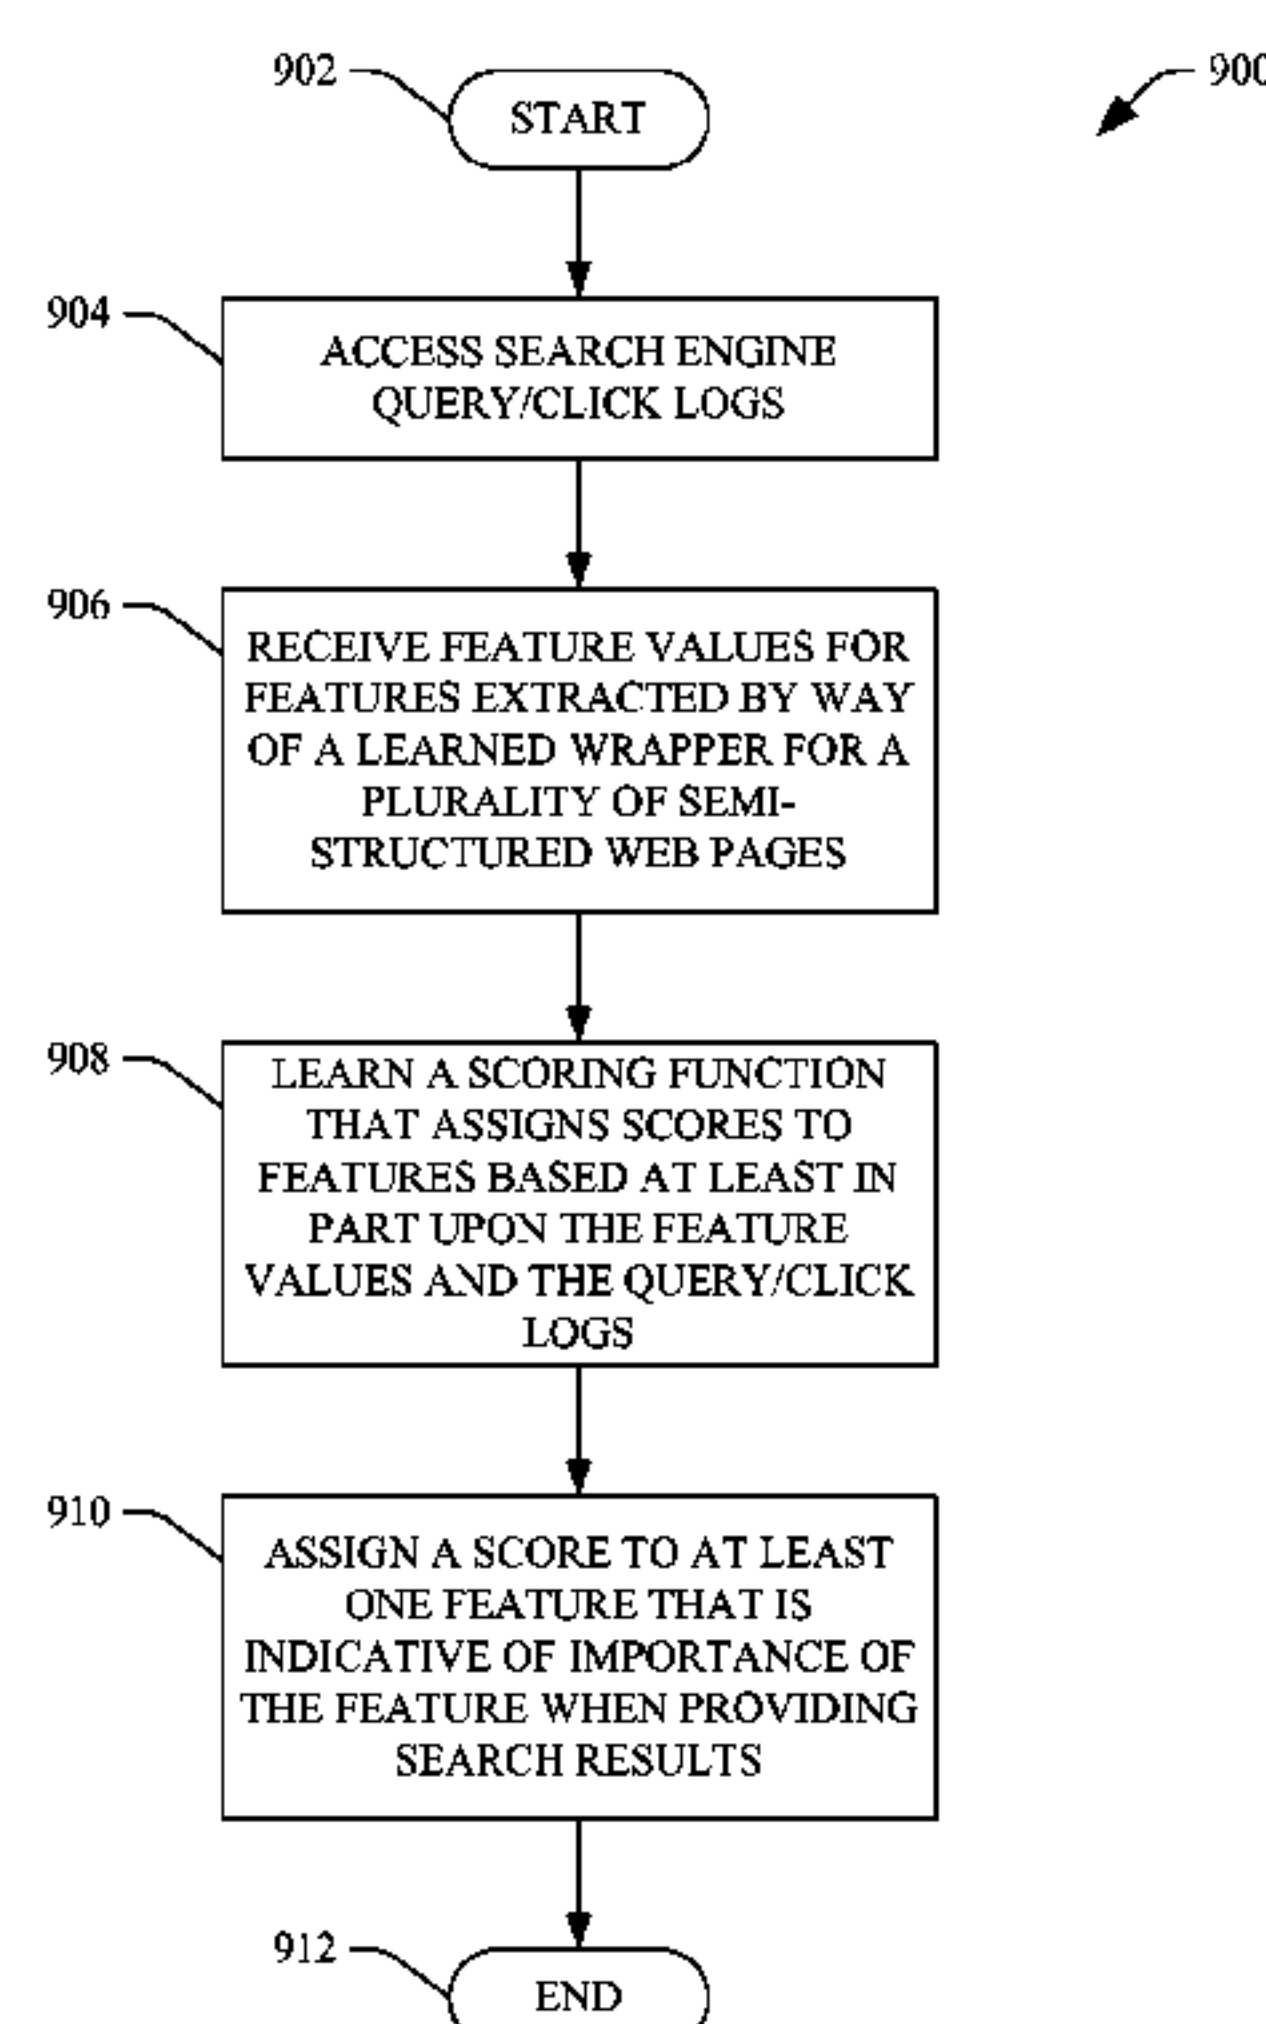 902
START
900
904
ACCESS SEARCH ENGINE
QUERY/CLICK LOGS
906
RECEIVE FEATURE VALUES FOR
FEATURES EXTRACTED BY WAY
OF A LEARNED WRAPPER FOR A
PLURALITY OF SEMI-
STRUCTURED WEB PAGES
908
LEARN A SCORING FUNCTION
THAT ASSIGNS SCORES TO
FEATURES BASED AT LEAST IN
PART UPON THE FEATURE
VALUES AND THE QUERY/CLICK
LOGS
910
ASSIGN A SCORE TO AT LEAST
ONE FEATURE THAT IS
INDICATIVE OF IMPORTANCE OF
THE FEATURE WHEN PROVIDING
SEARCH RESULTS
912
END